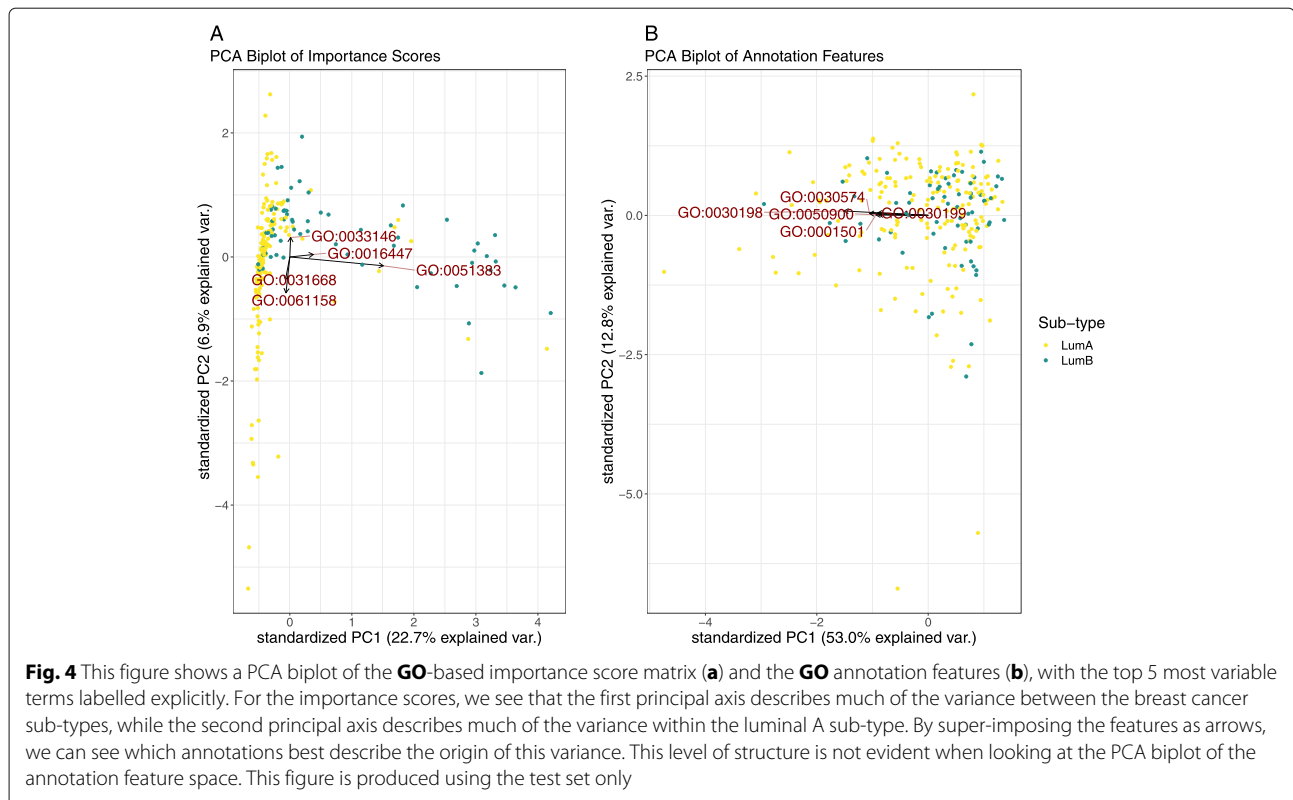 A
PCA Biplot of Importance Scores
standardized PC2 (6.9% explained var.)
2
0
−2
−4
GO:0033146
GO:0016447
GO:0051383
GO:0031668
GO:0061158
0 1 2 3 4
standardized PC1 (22.7% explained var.)
B
PCA Biplot of Annotation Features
standardized PC2 (12.8% explained var.)
2.5
0.0
−2.5
−5.0
GO:0030574
GO:0030198
GO:0050900
GO:0030199
GO:0001501
−4 −2 0
standardized PC1 (53.0% explained var.)
Sub−type
LumA
LumB
Fig. 4 This figure shows a PCA biplot of the GO-based importance score matrix (a) and the GO annotation features (b), with the top 5 most variable
terms labelled explicitly. For the importance scores, we see that the first principal axis describes much of the variance between the breast cancer
sub-types, while the second principal axis describes much of the variance within the luminal A sub-type. By super-imposing the features as arrows,
we can see which annotations best describe the origin of this variance. This level of structure is not evident when looking at the PCA biplot of the
annotation feature space. This figure is produced using the test set only